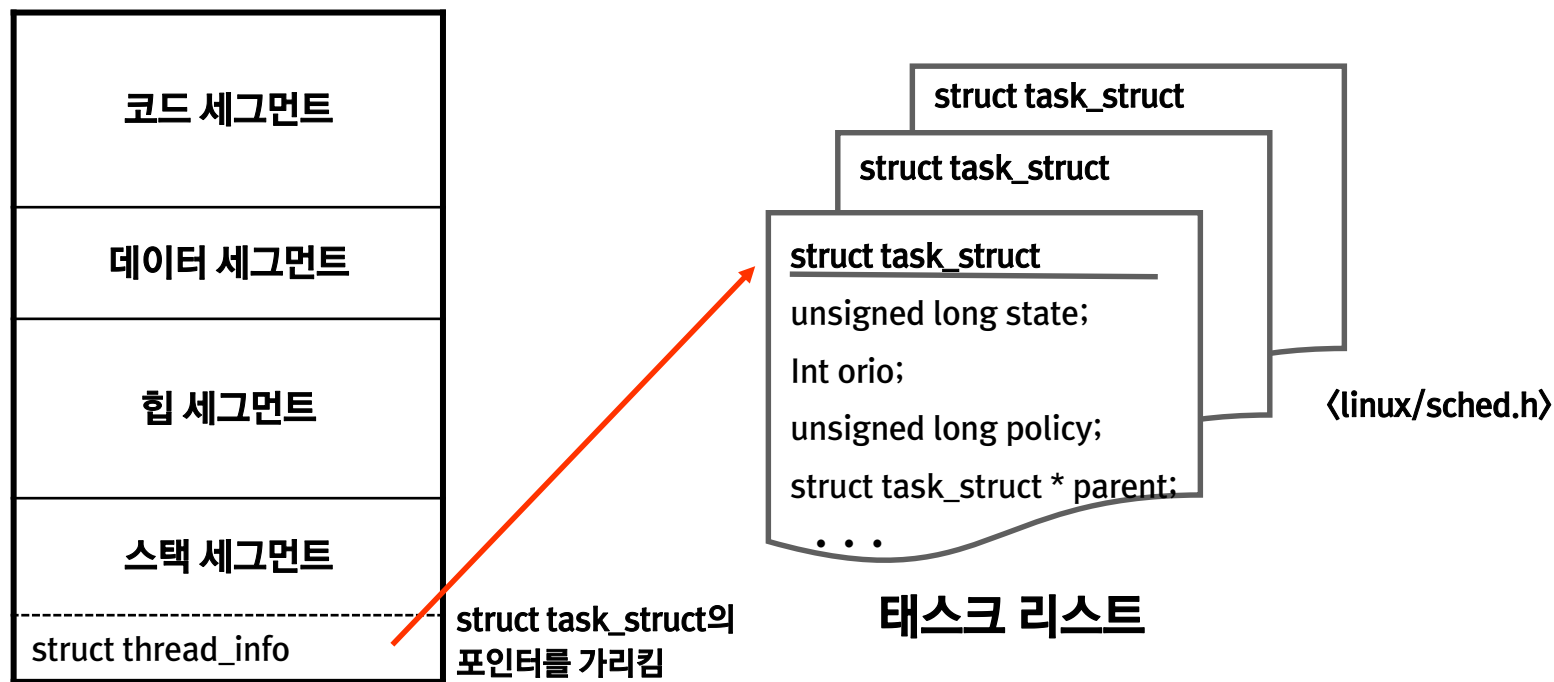 코드 세그먼트
데이터 세그먼트
힙 세그먼트
스택 세그먼트
struct thread_info
struct task_struct의
포인터를 가리킴
struct task_struct
struct task_struct
struct task_struct
unsigned long state;
Int orio;
unsigned long policy;
struct task_struct * parent;
. . .
<linux/sched.h>
태스크 리스트